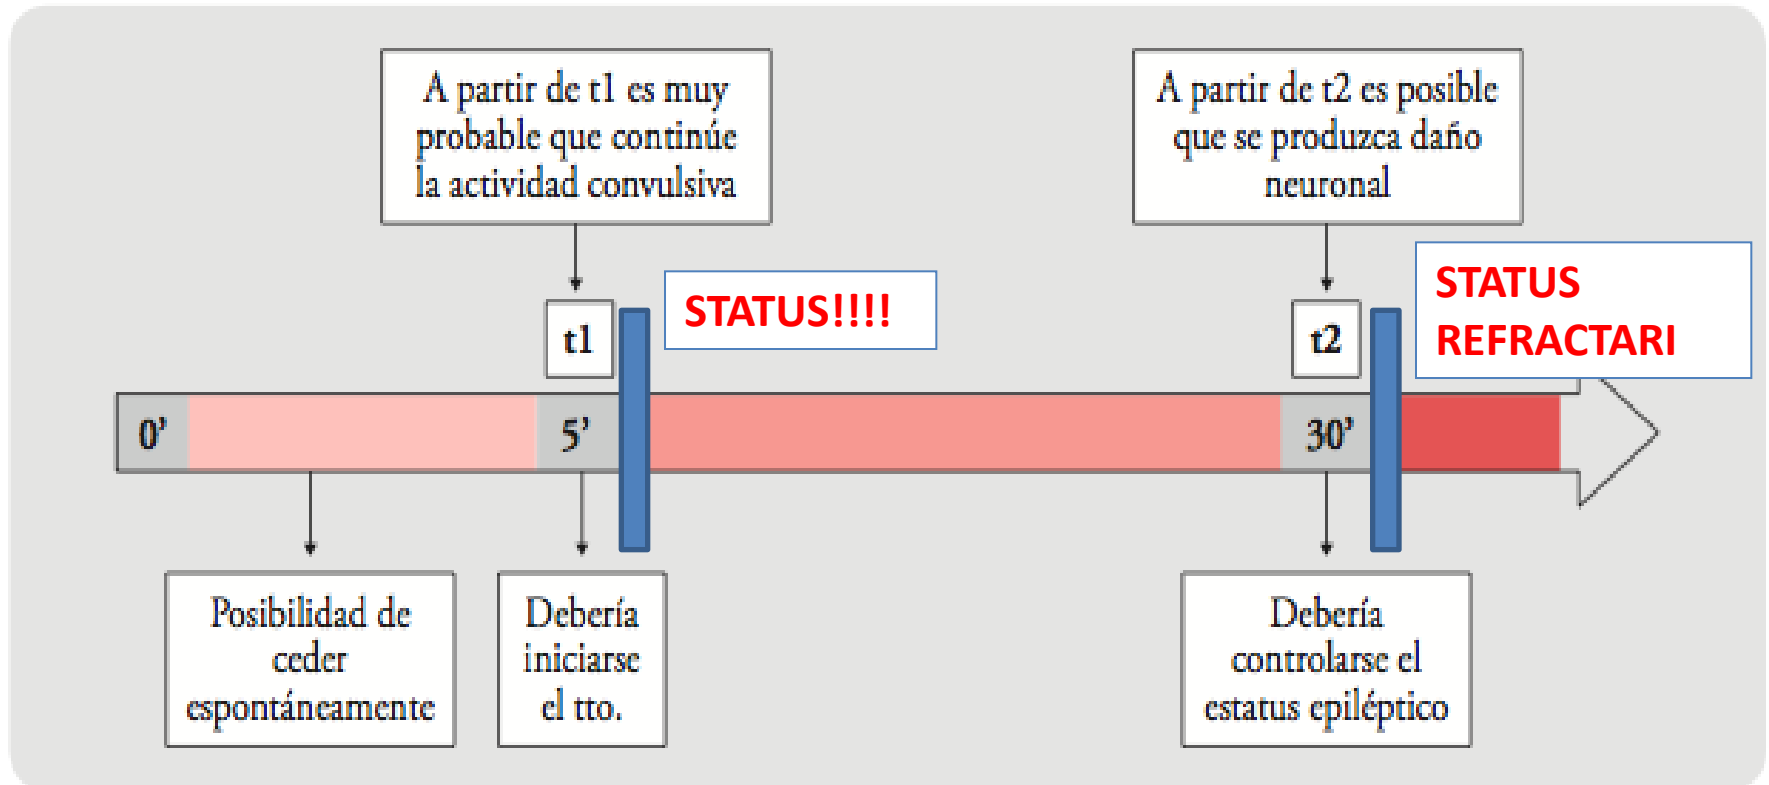 A partir de t1 es muy
probable que continúe
la actividad convulsiva
A partir de t2 es posible
que se produzca daño
neuronal
t1
STATUS!!!!
t2
STATUS
REFRACTARI
0’
5’
30’
Posibilidad de
ceder
espontáneamente
Debería
iniciarse
el tto.
Debería
controlarse el
estatus epiléptico